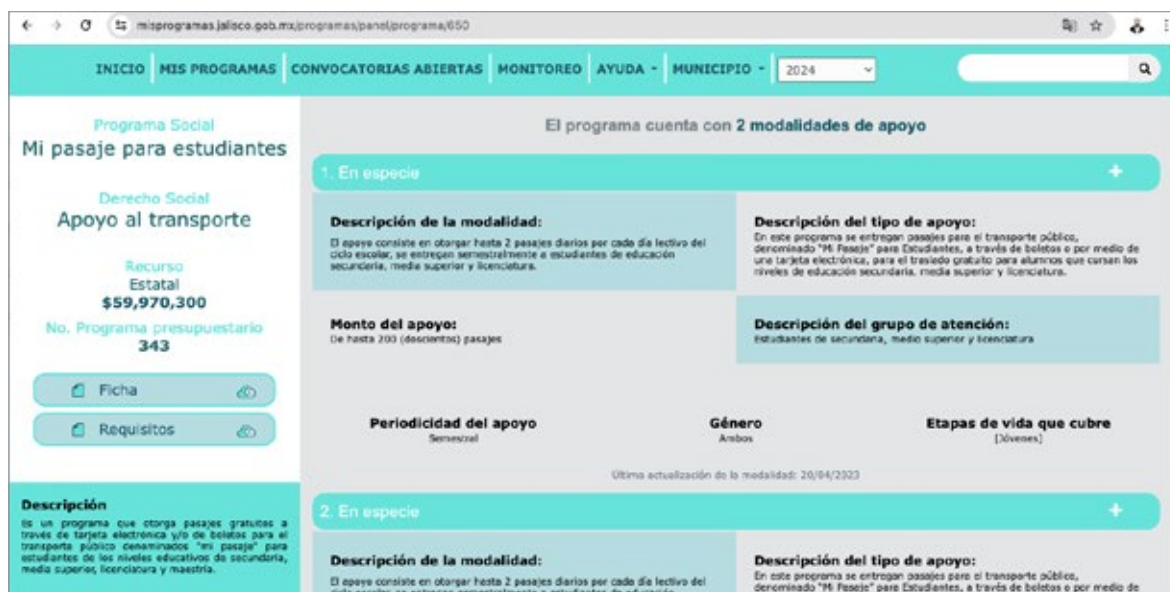 misprogramas.jalisco.gob.mx/programas/panel/programa/650
INICIO MIS PROGRAMAS CONVOCATORIAS ABIERTAS MONITOREO AYUDA MUNICIPIO 2024
Programa Social
Mi pasaje para estudiantes
Derecho Social
Apoyo al transporte
Recurso
Estatal
$59,970,300
No. Programa presupuestario
343
Ficha
Requisitos
Descripción
Es un programa que otorga pasajes gratuitos a
través de tarjeta electrónica y/o de boletos para el
transporte público denominados "mi pasaje" para
estudiantes de los niveles educativos de secundaria,
media superior, licenciatura y maestría.
El programa cuenta con 2 modalidades de apoyo
1. En especie +
Descripción de la modalidad:
El apoyo consiste en otorgar hasta 2 pasajes diarios por cada día lectivo del
ciclo escolar, se entregan semestralmente a estudiantes de educación
secundaria, media superior y licenciatura.
Descripción del tipo de apoyo:
En este programa se entregan pasajes para el transporte público,
denominado "Mi Pasaje" para Estudiantes, a través de boletos o por medio de
una tarjeta electrónica, para el traslado gratuito para alumnos que cursan los
niveles de educación secundaria, media superior y licenciatura.
Monto del apoyo:
De hasta 200 (doscientos) pasajes
Descripción del grupo de atención:
Estudiantes de secundaria, medio superior y licenciatura
Periodicidad del apoyo
Semestral
Género
Ambos
Etapas de vida que cubre
[Jóvenes]
Última actualización de la modalidad: 20/04/2023
2. En especie +
Descripción de la modalidad:
El apoyo consiste en otorgar hasta 2 pasajes diarios por cada día lectivo del
ciclo escolar, se entregan semestralmente a estudiantes de educación
Descripción del tipo de apoyo:
En este programa se entregan pasajes para el transporte público,
denominado "Mi Pasaje" para Estudiantes, a través de boletos o por medio de